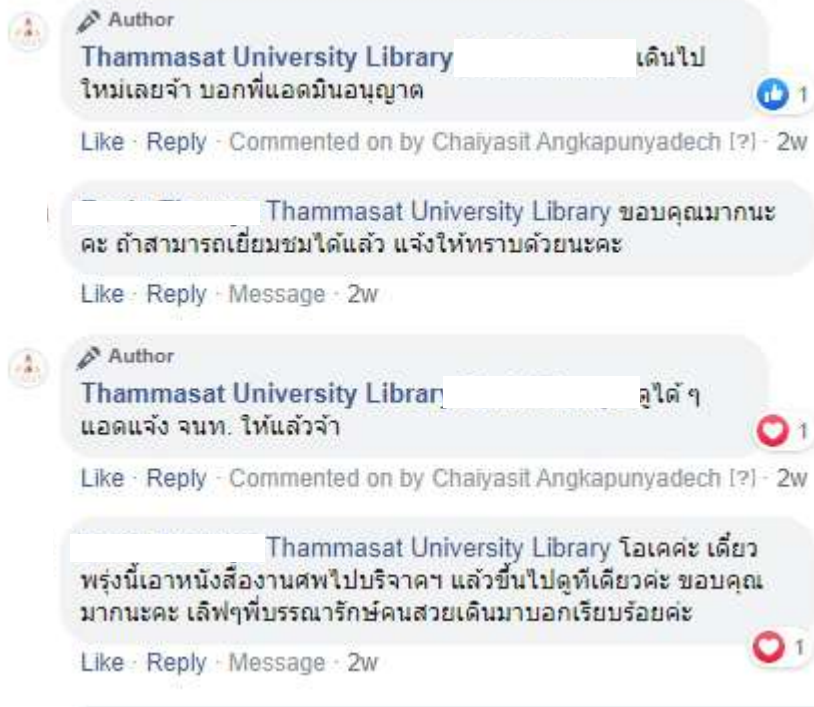 Author
Thammasat University Library เดินไป
ใหม่เลยจ้า บอกพี่แอดมินอนุญาต
1
Like · Reply · Commented on by Chaiyasit Angkapunyadech [?] · 2w
Thammasat University Library ขอบคุณมากนะ
คะ ถ้าสามารถเยี่ยมชมได้แล้ว แจ้งให้ทราบด้วยนะคะ
Like · Reply · Message · 2w
Author
Thammasat University Library ดูได้ ๆ
แอดแจ้ง จนท. ให้แล้วจ้า
1
Like · Reply · Commented on by Chaiyasit Angkapunyadech [?] · 2w
Thammasat University Library โอเคค่ะ เดี๋ยว
พรุ่งนี้เอาหนังสืองานศพไปบริจาคฯ แล้วขึ้นไปดูทีเดียวค่ะ ขอบคุณ
มากนะคะ เลิฟๆพี่บรรณารักษ์คนสวยเดินมาบอกเรียบร้อยค่ะ
1
Like · Reply · Message · 2w